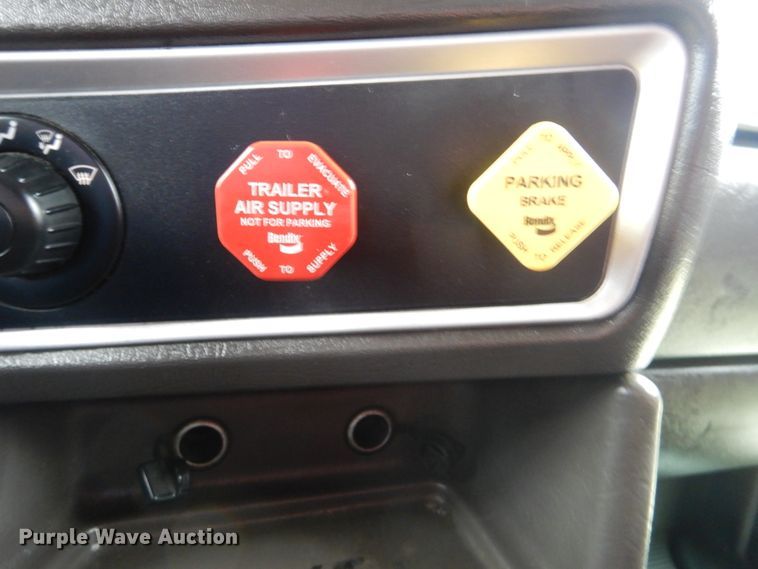 PULL TO EVACUATE
TRAILER
AIR SUPPLY
NOT FOR PARKING
Bendix
PUSH TO SUPPLY
PULL TO APPLY
PARKING
BRAKE
Bendix
PUSH TO RELEASE
Purple Wave Auction